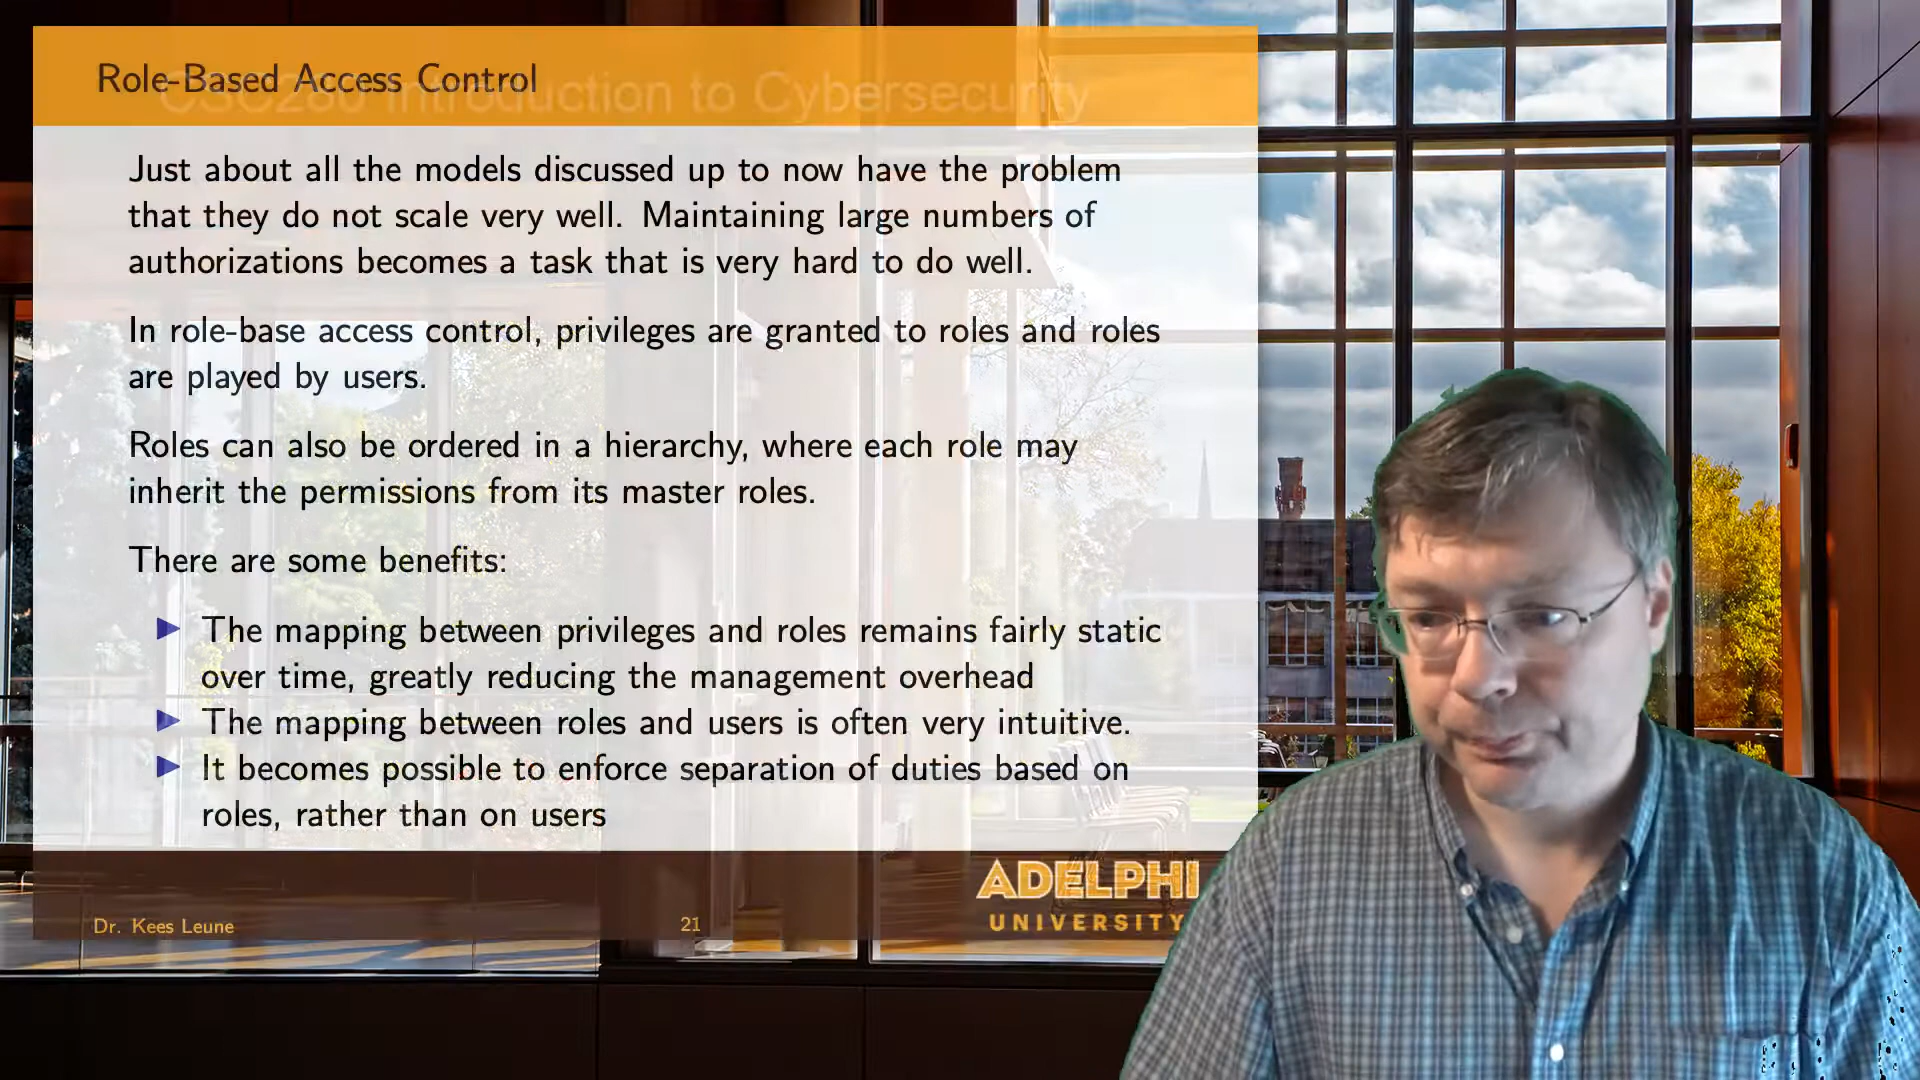 Role-Based Access Control
CSC280 Introduction to Cybersecurity
Just about all the models discussed up to now have the problem
that they do not scale very well. Maintaining large numbers of
authorizations becomes a task that is very hard to do well.
In role-base access control, privileges are granted to roles and roles
are played by users.
Roles can also be ordered in a hierarchy, where each role may
inherit the permissions from its master roles.
There are some benefits:
▶ The mapping between privileges and roles remains fairly static
over time, greatly reducing the management overhead
▶ The mapping between roles and users is often very intuitive.
▶ It becomes possible to enforce separation of duties based on
roles, rather than on users
ADELPHI
UNIVERSITY
Dr. Kees Leune
21